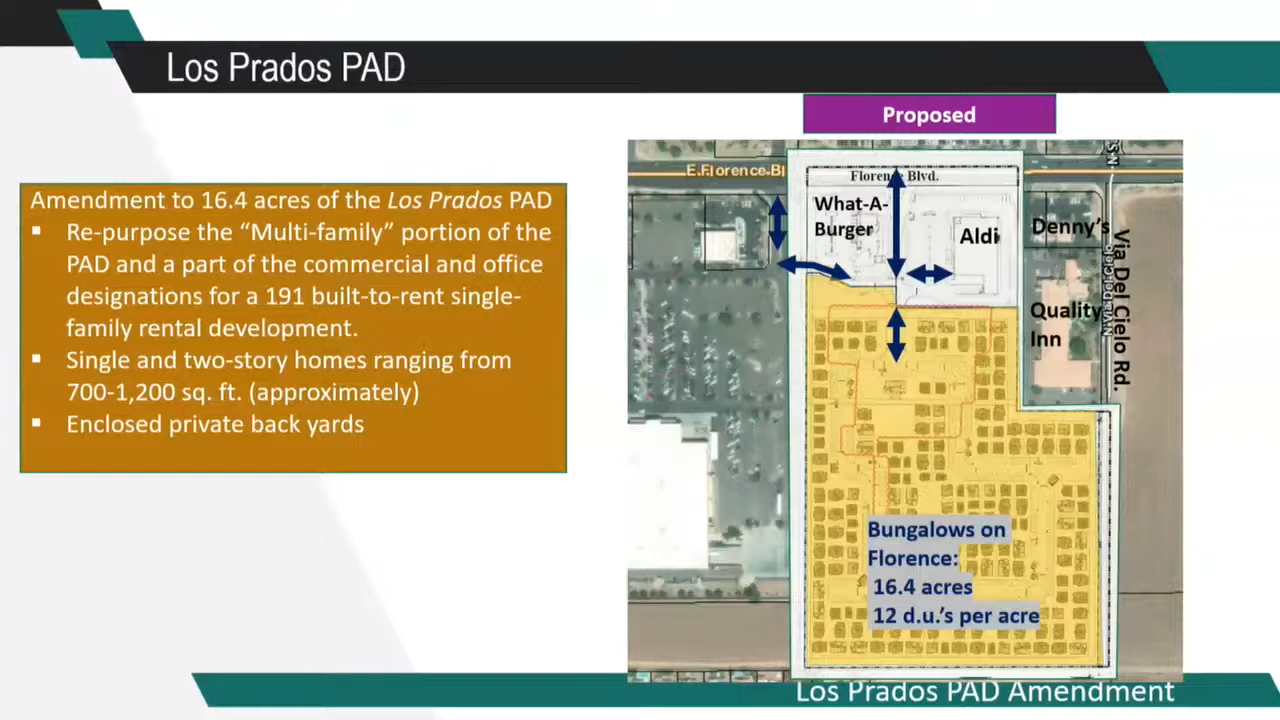 Los Prados PAD
Proposed
Amendment to 16.4 acres of the Los Prados PAD
▪ Re-purpose the “Multi-family” portion of the
PAD and a part of the commercial and office
designations for a 191 built-to-rent single-
family rental development.
▪ Single and two-story homes ranging from
700-1,200 sq. ft. (approximately)
▪ Enclosed private back yards
E.Florence Bl
Florence Blvd.
What-A-
Burger
Aldi
Denny’s
Quality
Inn
Via Del Cielo Rd.
N Via Del Cielo
Bungalows on
Florence:
16.4 acres
12 d.u.’s per acre
Los Prados PAD Amendment